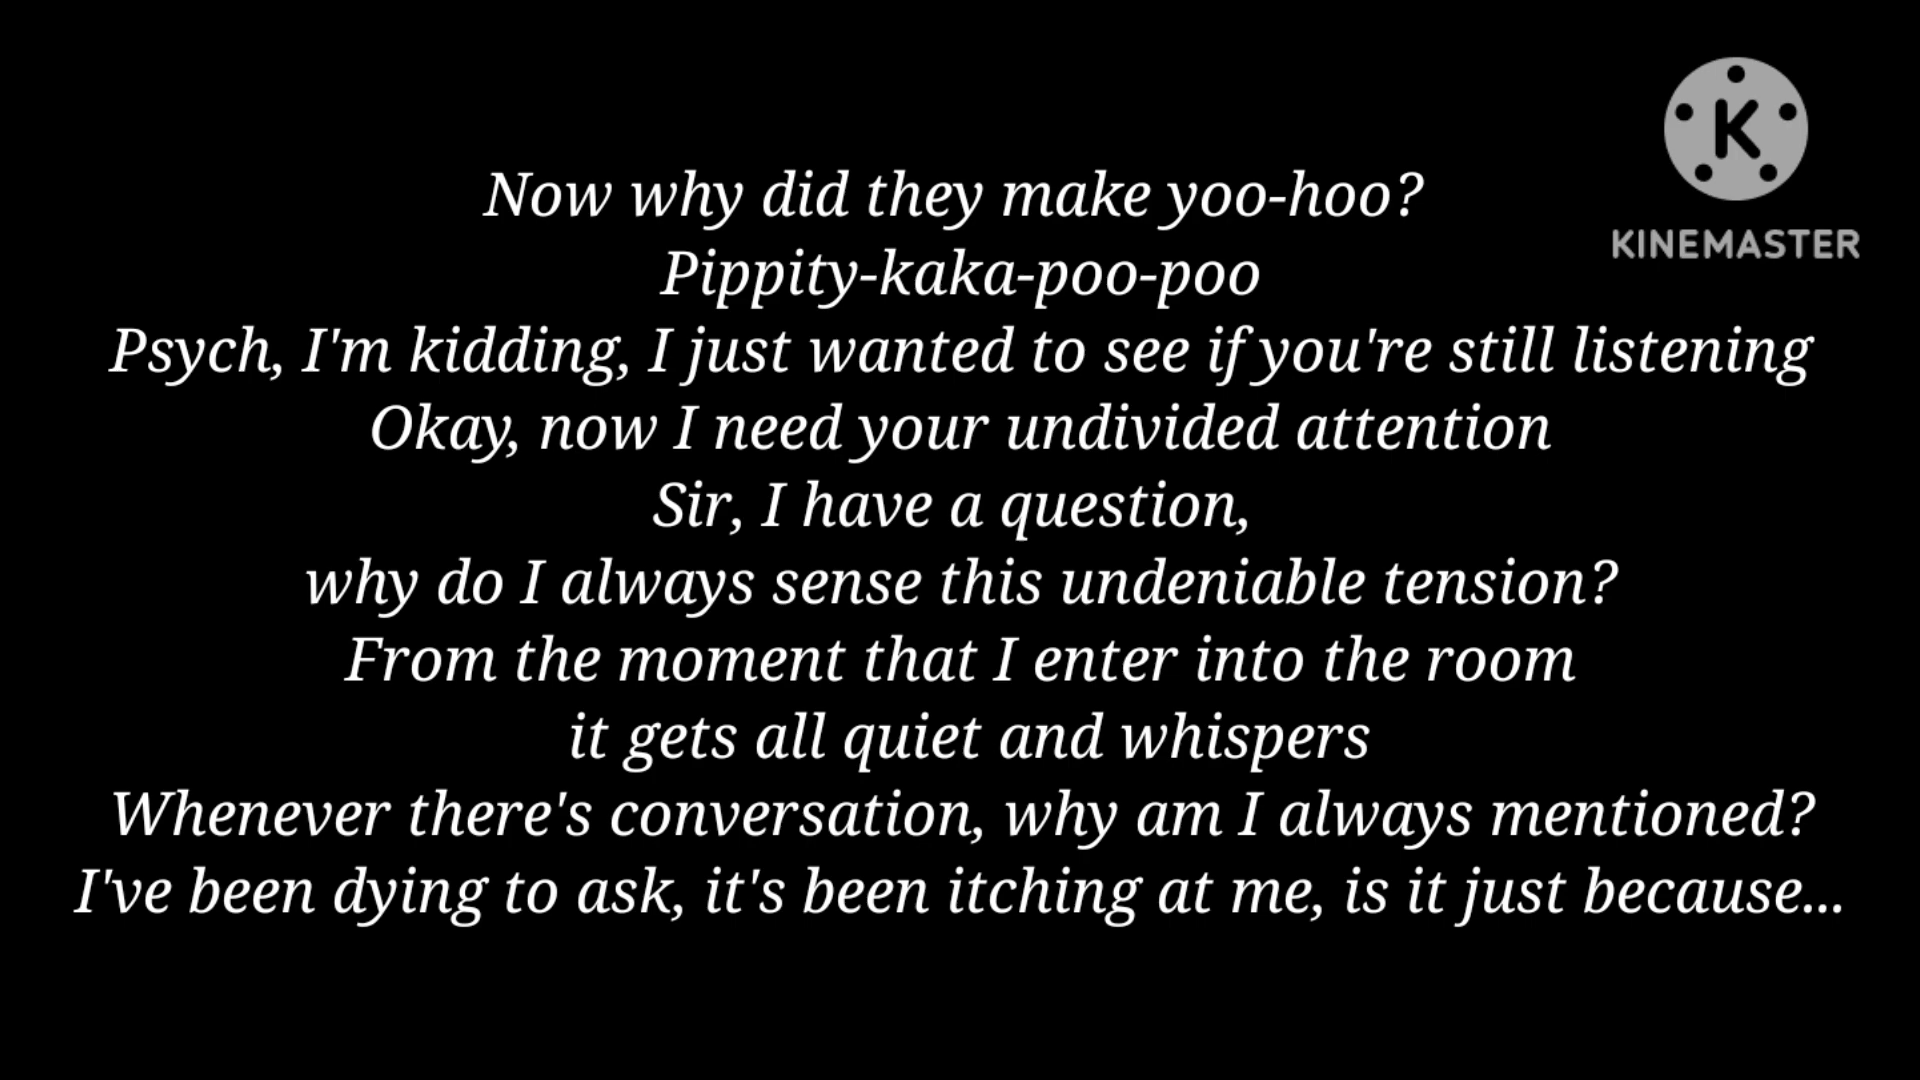 Now why did they make yoo-hoo?
Pippity-kaka-poo-poo
Psych, I'm kidding, I just wanted to see if you're still listening
Okay, now I need your undivided attention
Sir, I have a question,
why do I always sense this undeniable tension?
From the moment that I enter into the room
it gets all quiet and whispers
Whenever there's conversation, why am I always mentioned?
I've been dying to ask, it's been itching at me, is it just because...
K
KINEMASTER